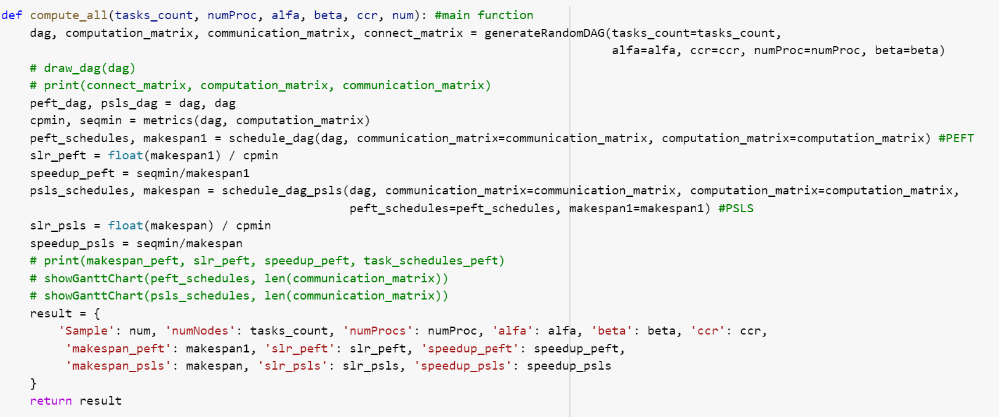 def compute_all(tasks_count, numProc, alfa, beta, ccr, num): #main function
    dag, computation_matrix, communication_matrix, connect_matrix = generateRandomDAG(tasks_count=tasks_count,
                                                                                      alfa=alfa, ccr=ccr, numProc=numProc, beta=beta)
    # draw_dag(dag)
    # print(connect_matrix, computation_matrix, communication_matrix)
    peft_dag, psls_dag = dag, dag
    cpmin, seqmin = metrics(dag, computation_matrix)
    peft_schedules, makespan1 = schedule_dag(dag, communication_matrix=communication_matrix, computation_matrix=computation_matrix) #PEFT
    slr_peft = float(makespan1) / cpmin
    speedup_peft = seqmin/makespan1
    psls_schedules, makespan = schedule_dag_psls(dag, communication_matrix=communication_matrix, computation_matrix=computation_matrix,
                                                 peft_schedules=peft_schedules, makespan1=makespan1) #PSLS
    slr_psls = float(makespan) / cpmin
    speedup_psls = seqmin/makespan
    # print(makespan_peft, slr_peft, speedup_peft, task_schedules_peft)
    # showGanttChart(peft_schedules, len(communication_matrix))
    # showGanttChart(psls_schedules, len(communication_matrix))
    result = {
        'Sample': num, 'numNodes': tasks_count, 'numProcs': numProc, 'alfa': alfa, 'beta': beta, 'ccr': ccr,
         'makespan_peft': makespan1, 'slr_peft': slr_peft, 'speedup_peft': speedup_peft,
         'makespan_psls': makespan, 'slr_psls': slr_psls, 'speedup_psls': speedup_psls
    }
    return result